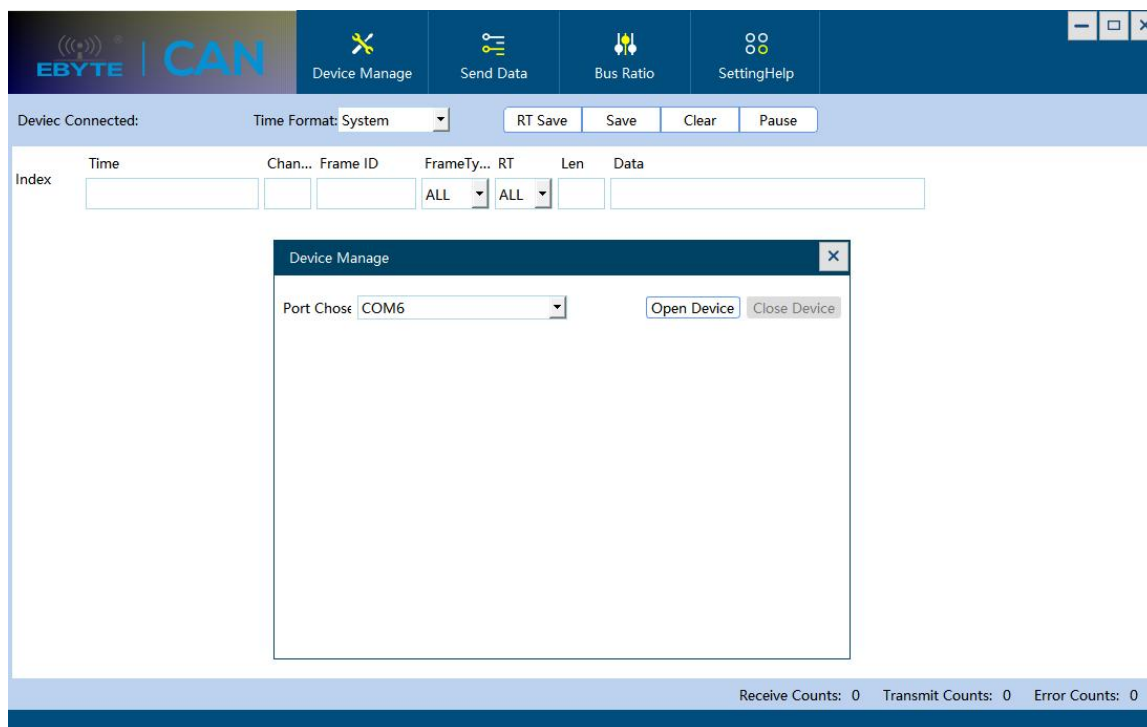 EBYTE | CAN
Device Manage Send Data Bus Ratio SettingHelp
Deviec Connected: Time Format: System RT Save Save Clear Pause
Time Chan... Frame ID FrameTy... RT Len Data
Index ALL ALL
Device Manage
Port Chose COM6 Open Device Close Device
Receive Counts: 0 Transmit Counts: 0 Error Counts: 0